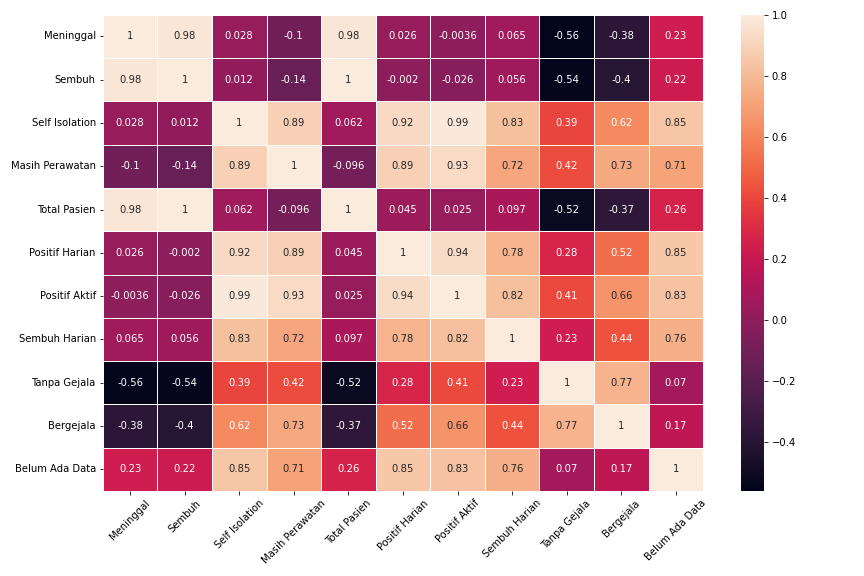 Meninggal 1 0.98 0.028 -0.1 0.98 0.026 -0.0036 0.065 -0.56 -0.38 0.23
Sembuh 0.98 1 0.012 -0.14 1 -0.002 -0.026 0.056 -0.54 -0.4 0.22
Self Isolation 0.028 0.012 1 0.89 0.062 0.92 0.99 0.83 0.39 0.62 0.85
Masih Perawatan -0.1 -0.14 0.89 1 -0.096 0.89 0.93 0.72 0.42 0.73 0.71
Total Pasien 0.98 1 0.062 -0.096 1 0.045 0.025 0.097 -0.52 -0.37 0.26
Positif Harian 0.026 -0.002 0.92 0.89 0.045 1 0.94 0.78 0.28 0.52 0.85
Positif Aktif -0.0036 -0.026 0.99 0.93 0.025 0.94 1 0.82 0.41 0.66 0.83
Sembuh Harian 0.065 0.056 0.83 0.72 0.097 0.78 0.82 1 0.23 0.44 0.76
Tanpa Gejala -0.56 -0.54 0.39 0.42 -0.52 0.28 0.41 0.23 1 0.77 0.07
Bergejala -0.38 -0.4 0.62 0.73 -0.37 0.52 0.66 0.44 0.77 1 0.17
Belum Ada Data 0.23 0.22 0.85 0.71 0.26 0.85 0.83 0.76 0.07 0.17 1
Meninggal Sembuh Self Isolation Masih Perawatan Total Pasien Positif Harian Positif Aktif Sembuh Harian Tanpa Gejala Bergejala Belum Ada Data
1.0
0.8
0.6
0.4
0.2
0.0
−0.2
−0.4